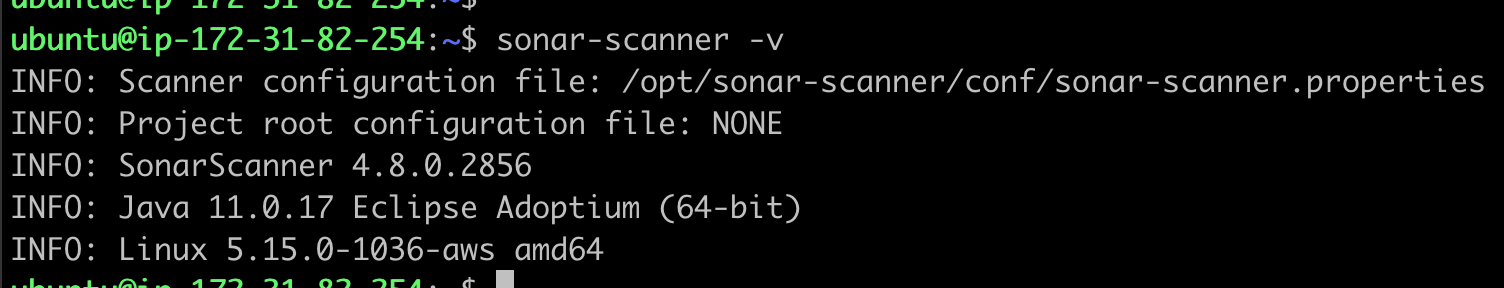 ubuntu@ip-172-31-82-254:~$
ubuntu@ip-172-31-82-254:~$ sonar-scanner -v
INFO: Scanner configuration file: /opt/sonar-scanner/conf/sonar-scanner.properties
INFO: Project root configuration file: NONE
INFO: SonarScanner 4.8.0.2856
INFO: Java 11.0.17 Eclipse Adoptium (64-bit)
INFO: Linux 5.15.0-1036-aws amd64
ubuntu@ip-172-31-82-254:~$